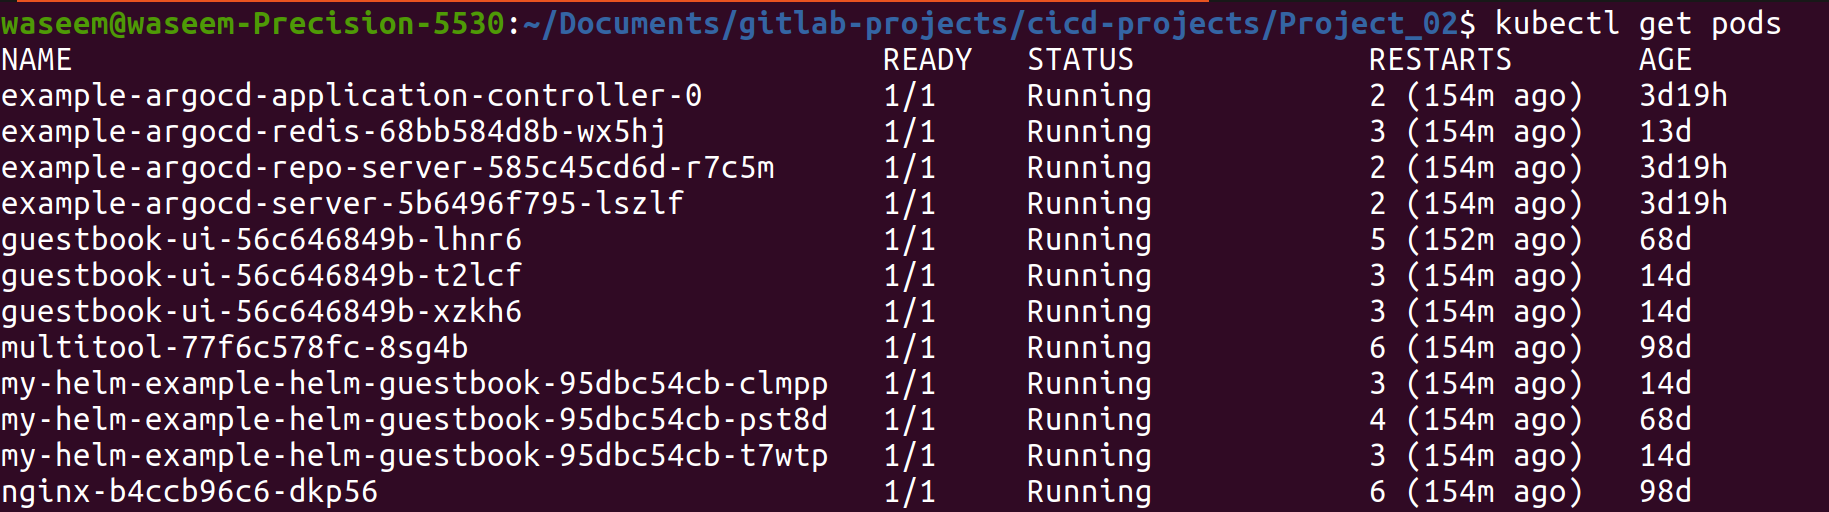 waseem@waseem-Precision-5530:~/Documents/gitlab-projects/cicd-projects/Project_02$ kubectl get pods
NAME READY STATUS RESTARTS AGE
example-argocd-application-controller-0 1/1 Running 2 (154m ago) 3d19h
example-argocd-redis-68bb584d8b-wx5hj 1/1 Running 3 (154m ago) 13d
example-argocd-repo-server-585c45cd6d-r7c5m 1/1 Running 2 (154m ago) 3d19h
example-argocd-server-5b6496f795-lszlf 1/1 Running 2 (154m ago) 3d19h
guestbook-ui-56c646849b-lhnr6 1/1 Running 5 (152m ago) 68d
guestbook-ui-56c646849b-t2lcf 1/1 Running 3 (154m ago) 14d
guestbook-ui-56c646849b-xzkh6 1/1 Running 3 (154m ago) 14d
multitool-77f6c578fc-8sg4b 1/1 Running 6 (154m ago) 98d
my-helm-example-helm-guestbook-95dbc54cb-clmpp 1/1 Running 3 (154m ago) 14d
my-helm-example-helm-guestbook-95dbc54cb-pst8d 1/1 Running 4 (154m ago) 68d
my-helm-example-helm-guestbook-95dbc54cb-t7wtp 1/1 Running 3 (154m ago) 14d
nginx-b4ccb96c6-dkp56 1/1 Running 6 (154m ago) 98d